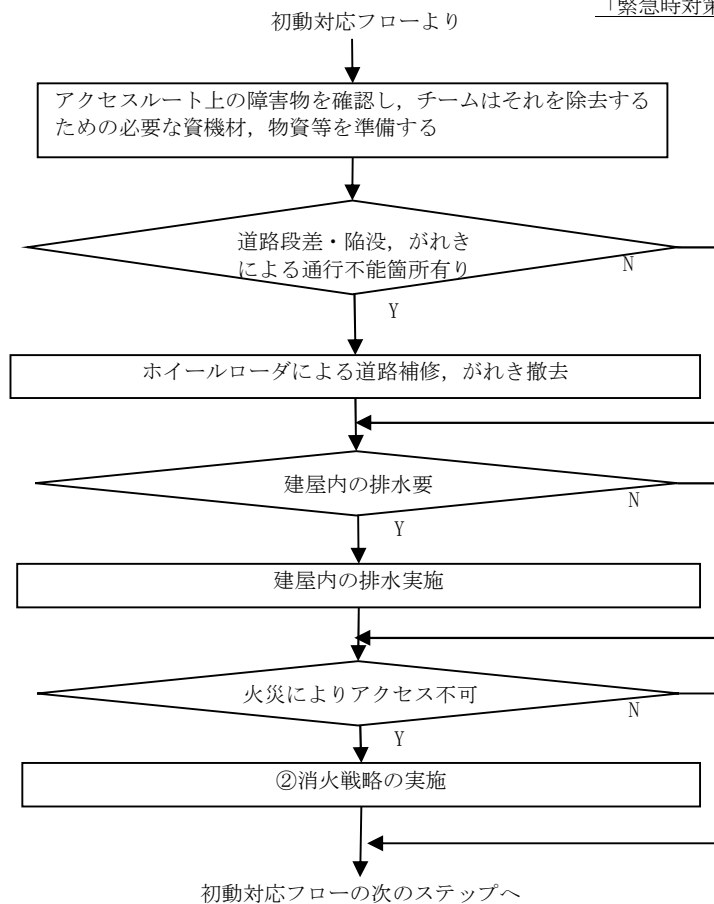 初動対応フローより
「緊急時対策
アクセスルート上の障害物を確認し，チームはそれを除去する
ための必要な資機材，物資等を準備する
道路段差・陥没，がれき
による通行不能箇所有り
N
Y
ホイールローダによる道路補修，がれき撤去
建屋内の排水要
N
Y
建屋内の排水実施
火災によりアクセス不可
N
Y
②消火戦略の実施
初動対応フローの次のステップへ